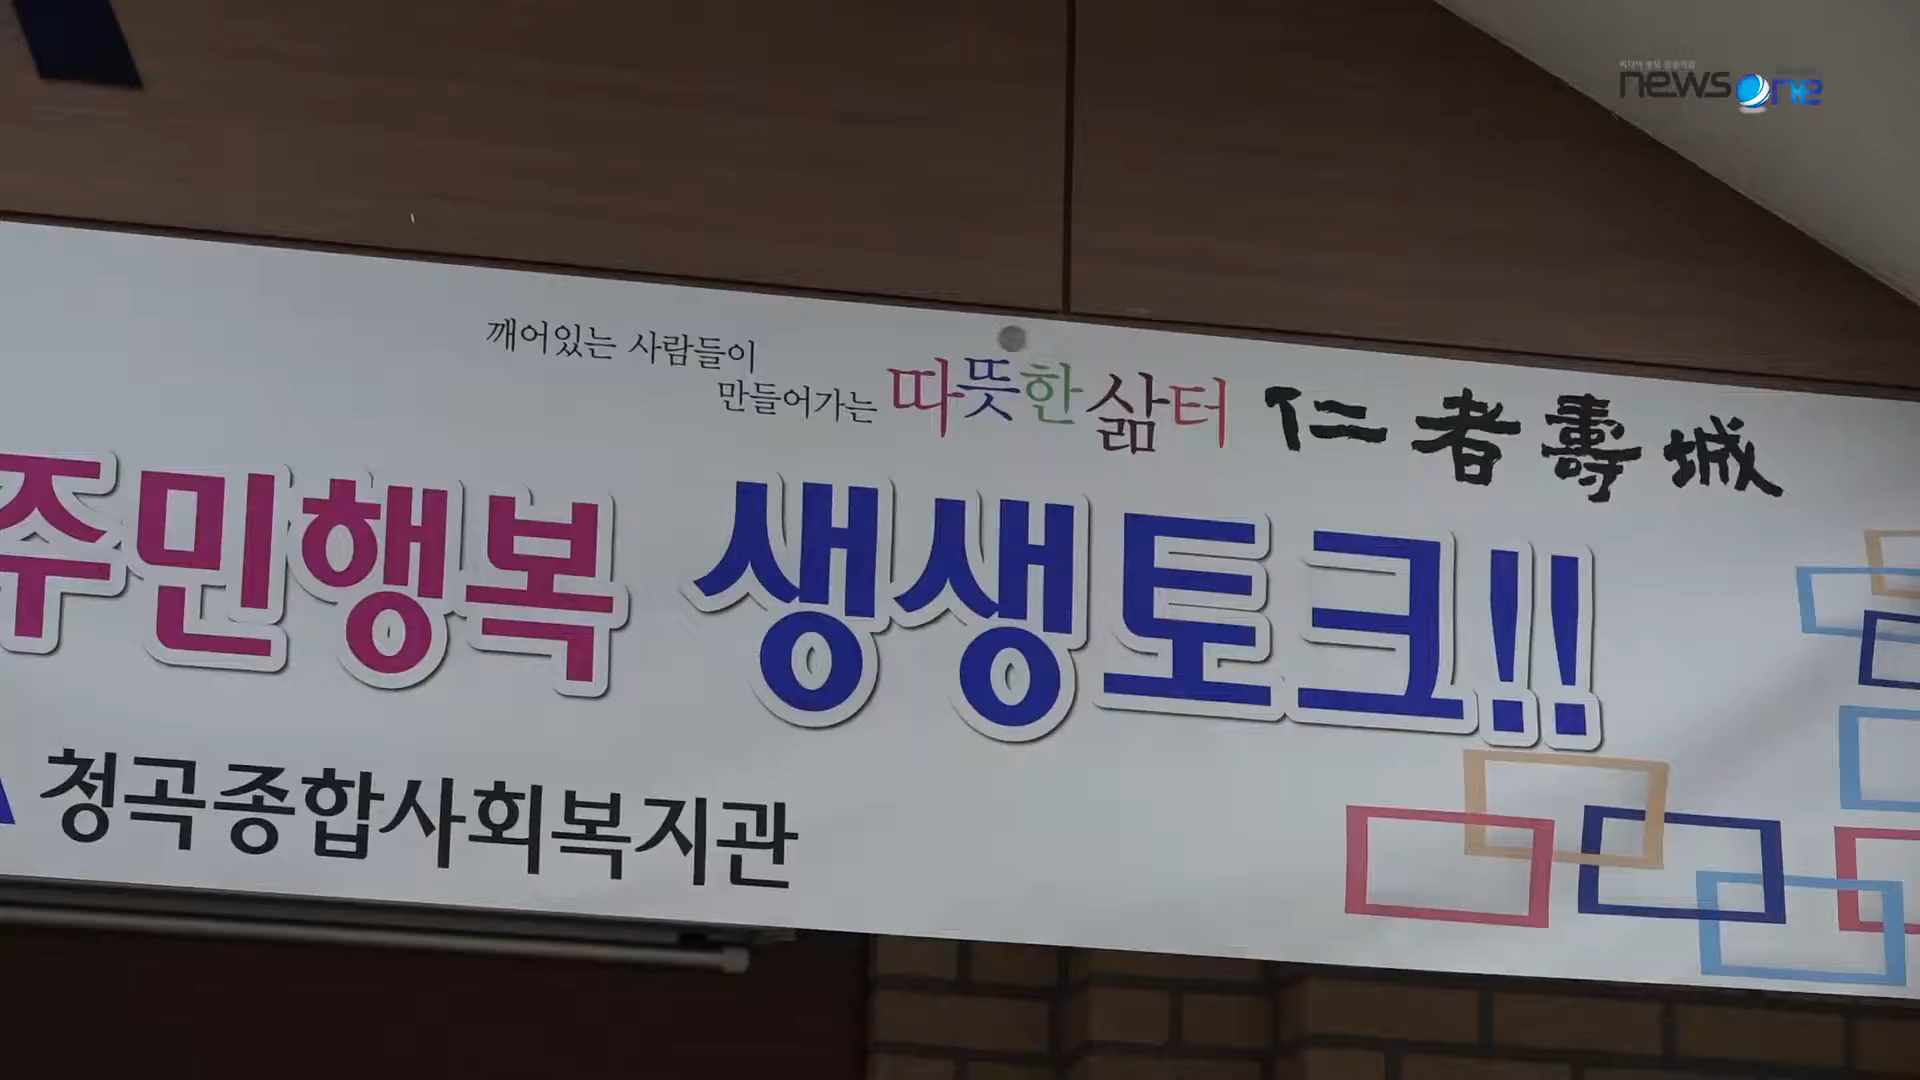 news One
깨어있는 사람들이
만들어가는 따뜻한 삶터 仁者壽城
주민행복 생생토크!!
청곡종합사회복지관